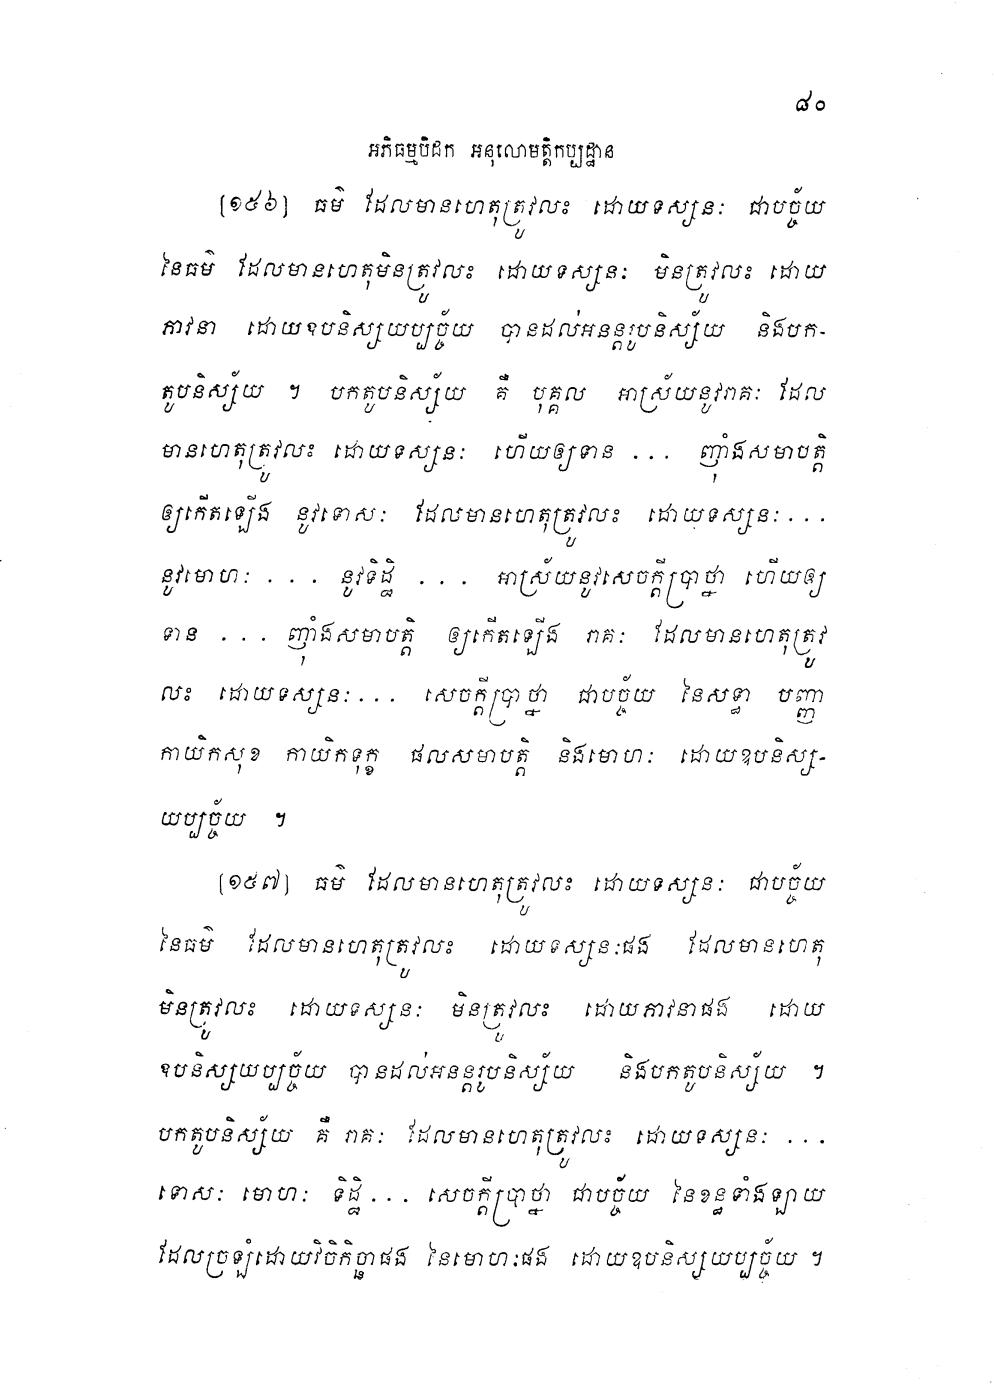 ៨០
អភិធម្មបិដក អនុលោមត្តិកប្បដ្ឋាន
[១៥៦] ធម៌ ដែលមានហេតុត្រូវលះ ដោយទស្សនៈ ជាបច្ច័យ
នៃធម៌ ដែលមានហេតុមិនត្រូវលះ ដោយទស្សនៈ មិនត្រូវលះ ដោយ
ភាវនា ដោយឧបនិស្សយប្បច្ច័យ បានដល់អនន្តរូបនិស្ស័យ និងបក-
តូបនិស្ស័យ ។ បកតូបនិស្ស័យ គឺ បុគ្គល អាស្រ័យនូវរាគៈ ដែល
មានហេតុត្រូវលះ ដោយទស្សនៈ ហើយឲ្យទាន ... ញុំាងសមាបត្តិ
ឲ្យកើតឡើង នូវទោសៈ ដែលមានហេតុត្រូវលះ ដោយទស្សនៈ ...
នូវមោហៈ ... នូវទិដ្ឋិ ... អាស្រ័យនូវសេចក្តីប្រាថ្នា ហើយឲ្យ
ទាន ... ញុំាងសមាបត្តិ ឲ្យកើតឡើង រាគៈ ដែលមានហេតុត្រូវ
លះ ដោយទស្សនៈ ... សេចក្តីប្រាថ្នា ជាបច្ច័យ នៃសទ្ធា បញ្ញា
កាយិកសុខ កាយិកទុក្ខ ផលសមាបត្តិ និងមោហៈ ដោយឧបនិស្ស-
យប្បច្ច័យ ។
[១៥៧] ធម៌ ដែលមានហេតុត្រូវលះ ដោយទស្សនៈ ជាបច្ច័យ
នៃធម៌ ដែលមានហេតុត្រូវលះ ដោយទស្សនៈផង ដែលមានហេតុ
មិនត្រូវលះ ដោយទស្សនៈ មិនត្រូវលះ ដោយភាវនាផង ដោយ
ឧបនិស្សយប្បច្ច័យ បានដល់អនន្តរូបនិស្ស័យ និងបកតូបនិស្ស័យ ។
បកតូបនិស្ស័យ គឺ រាគៈ ដែលមានហេតុត្រូវលះ ដោយទស្សនៈ ...
ទោសៈ មោហៈ ទិដ្ឋិ ... សេចក្តីប្រាថ្នា ជាបច្ច័យ នៃខន្ធទាំងឡាយ
ដែលច្រឡំដោយវិចិកិច្ឆាផង នៃមោហៈផង ដោយឧបនិស្សយប្បច្ច័យ ។